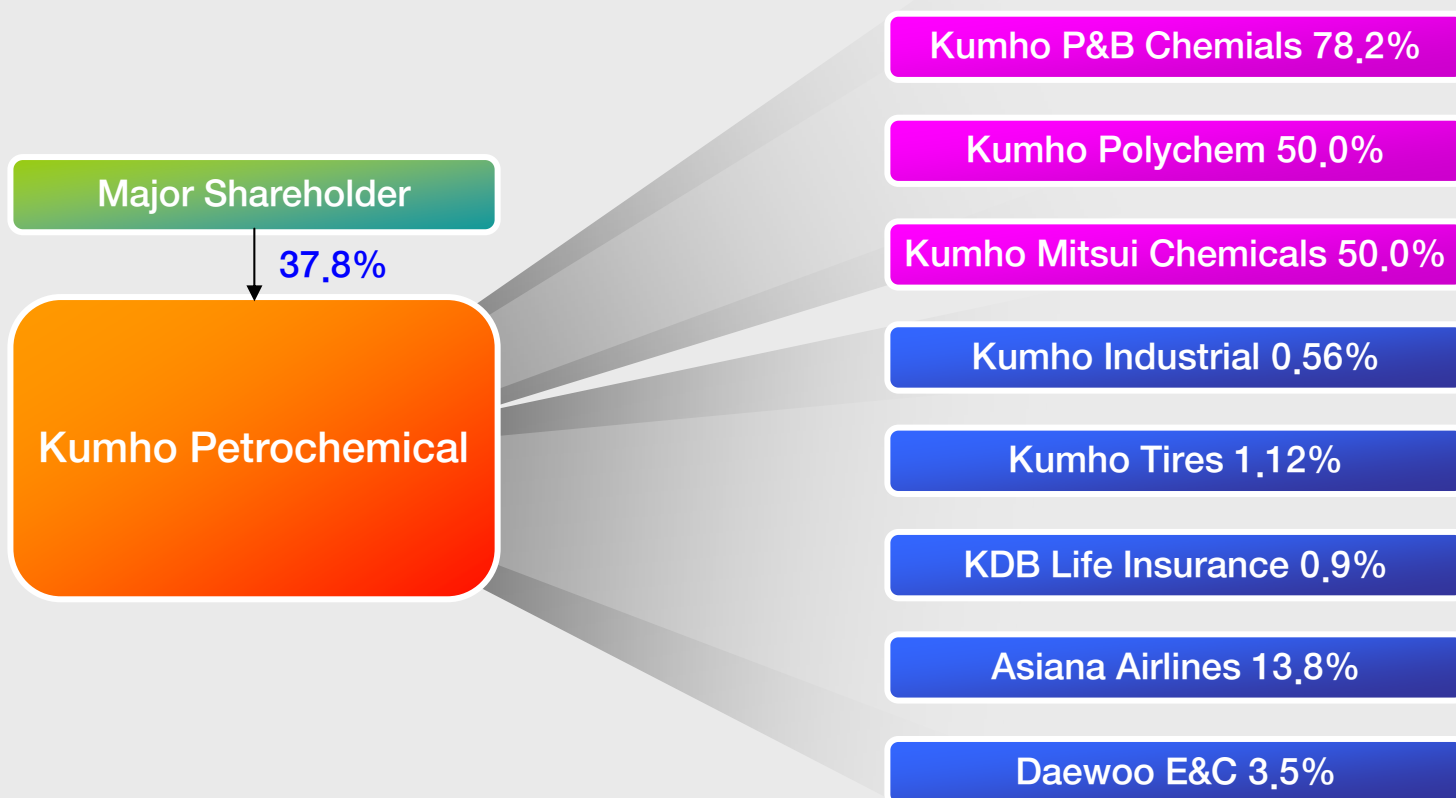 Major Shareholder
37.8%
Kumho Petrochemical
Kumho P&B Chemials 78.2%
Kumho Polychem 50.0%
Kumho Mitsui Chemicals 50.0%
Kumho Industrial 0.56%
Kumho Tires 1.12%
KDB Life Insurance 0.9%
Asiana Airlines 13.8%
Daewoo E&C 3.5%